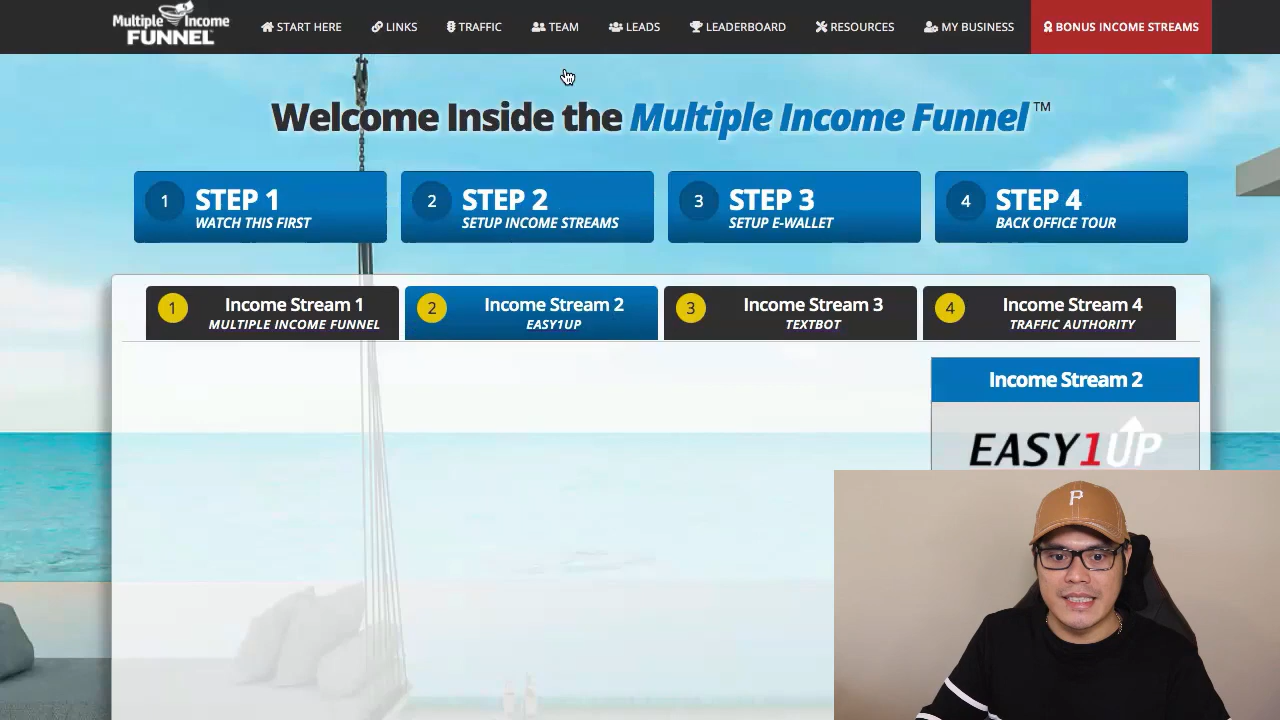 Multiple Income
FUNNEL
START HERE
LINKS
TRAFFIC
TEAM
LEADS
LEADERBOARD
RESOURCES
MY BUSINESS
BONUS INCOME STREAMS
Welcome Inside the Multiple Income Funnel™
1 STEP 1
WATCH THIS FIRST
2 STEP 2
SETUP INCOME STREAMS
3 STEP 3
SETUP E-WALLET
4 STEP 4
BACK OFFICE TOUR
1 Income Stream 1
MULTIPLE INCOME FUNNEL
2 Income Stream 2
EASY1UP
3 Income Stream 3
TEXTBOT
4 Income Stream 4
TRAFFIC AUTHORITY
Income Stream 2
EASY1UP
P